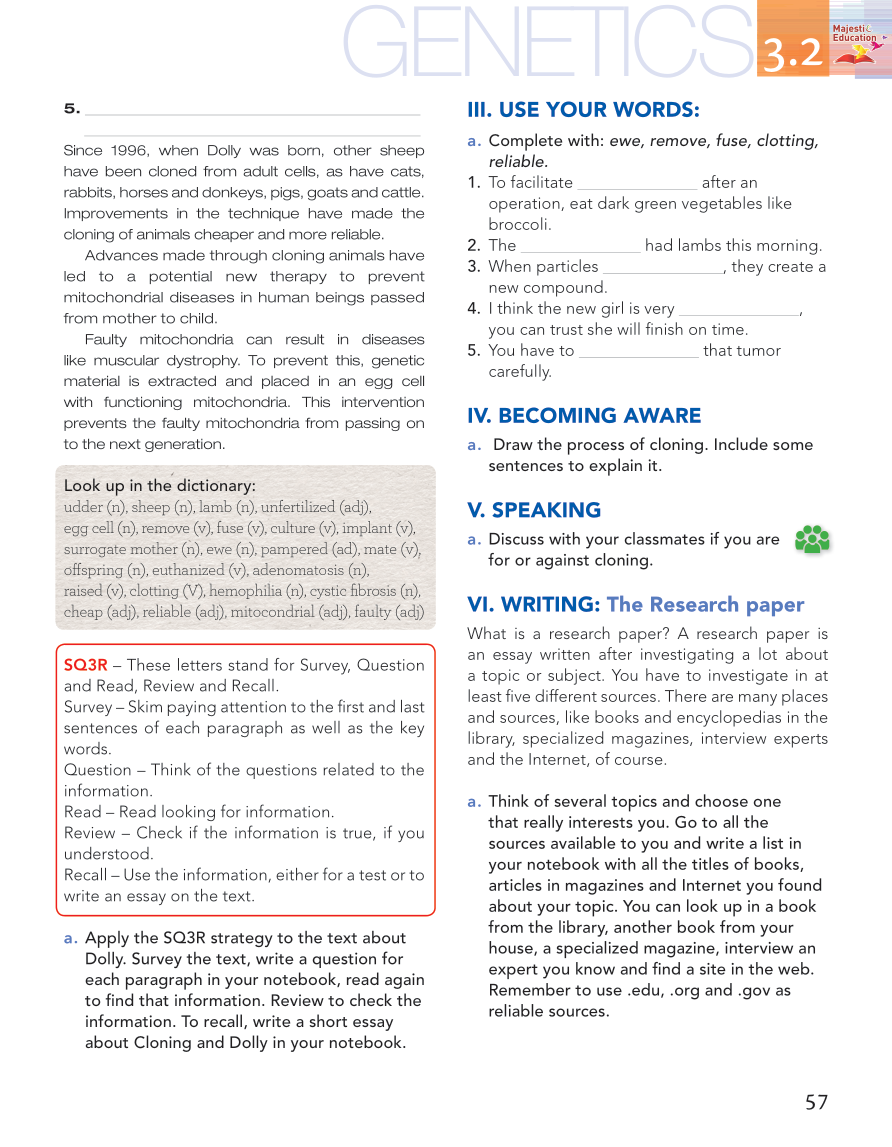 GENETICS
3.2
Majestic
Education
5.
Since 1996, when Dolly was born, other sheep
have been cloned from adult cells, as have cats,
rabbits, horses and donkeys, pigs, goats and cattle.
Improvements in the technique have made the
cloning of animals cheaper and more reliable.
Advances made through cloning animals have
led to a potential new therapy to prevent
mitochondrial diseases in human beings passed
from mother to child.
Faulty mitochondria can result in diseases
like muscular dystrophy. To prevent this, genetic
material is extracted and placed in an egg cell
with functioning mitochondria. This intervention
prevents the faulty mitochondria from passing on
to the next generation.
Look up in the dictionary:
udder (n), sheep (n), lamb (n), unfertilized (adj),
egg cell (n), remove (v), fuse (v), culture (v), implant (v),
surrogate mother (n), ewe (n), pampered (ad), mate (v),
offspring (n), euthanized (v), adenomatosis (n),
raised (v), clotting (V), hemophilia (n), cystic fibrosis (n),
cheap (adj), reliable (adj), mitocondrial (adj), faulty (adj)
SQ3R – These letters stand for Survey, Question
and Read, Review and Recall.
Survey – Skim paying attention to the first and last
sentences of each paragraph as well as the key
words.
Question – Think of the questions related to the
information.
Read – Read looking for information.
Review – Check if the information is true, if you
understood.
Recall – Use the information, either for a test or to
write an essay on the text.
a. Apply the SQ3R strategy to the text about
Dolly. Survey the text, write a question for
each paragraph in your notebook, read again
to find that information. Review to check the
information. To recall, write a short essay
about Cloning and Dolly in your notebook.
III. USE YOUR WORDS:
a. Complete with: ewe, remove, fuse, clotting,
reliable.
1. To facilitate ______________ after an
operation, eat dark green vegetables like
broccoli.
2. The ______________ had lambs this morning.
3. When particles ______________, they create a
new compound.
4. I think the new girl is very ______________,
you can trust she will finish on time.
5. You have to ______________ that tumor
carefully.
IV. BECOMING AWARE
a. Draw the process of cloning. Include some
sentences to explain it.
V. SPEAKING
a. Discuss with your classmates if you are
for or against cloning.
VI. WRITING: The Research paper
What is a research paper? A research paper is
an essay written after investigating a lot about
a topic or subject. You have to investigate in at
least five different sources. There are many places
and sources, like books and encyclopedias in the
library, specialized magazines, interview experts
and the Internet, of course.
a. Think of several topics and choose one
that really interests you. Go to all the
sources available to you and write a list in
your notebook with all the titles of books,
articles in magazines and Internet you found
about your topic. You can look up in a book
from the library, another book from your
house, a specialized magazine, interview an
expert you know and find a site in the web.
Remember to use .edu, .org and .gov as
reliable sources.
57